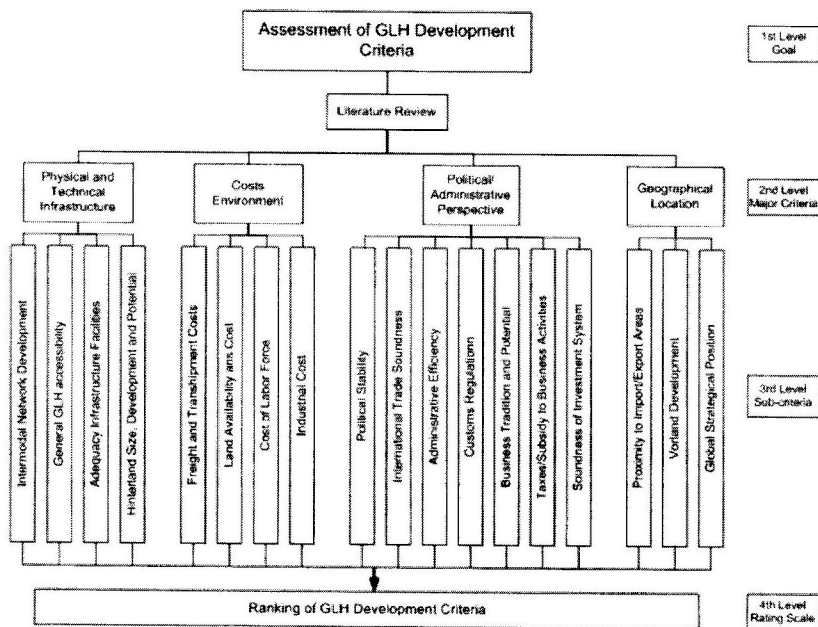 Assessment of GLH Development
Criteria
1st Level
Goal
Literature Review
Physical and
Technical
Infrastructure
Costs
Environment
Political/
Administrative
Perspective
Geographical
Location
2nd Level
Major Criteria
Intermodal Network Development
General GLH accessibility
Adequacy Infrastructure Facilities
Hinterland Size, Development and Potential
Freight and Transhipment Costs
Land Availability ans Cost
Cost of Labor Force
Industrial Cost
Political Stability
International Trade Soundness
Administrative Efficiency
Customs Regulationn
Business Tradition and Potential
Taxes/Subsidy to Business Activities
Soundness of Investment System
Proximity to Import/Export Areas
Vorland Development
Global Strategical Position
3rd Level
Sub-criteria
Ranking of GLH Development Criteria
4th Level
Rating Scale